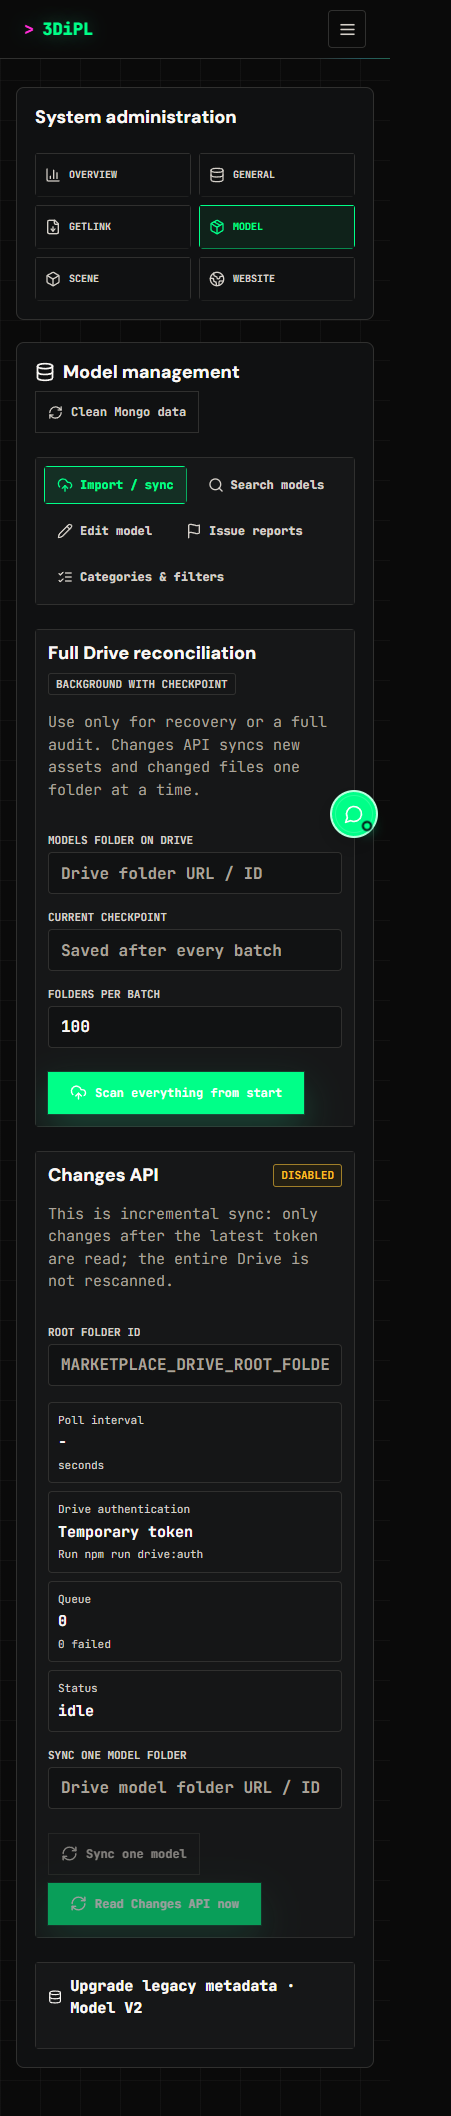 > 3DiPL
System administration
OVERVIEW
GENERAL
GETLINK
MODEL
SCENE
WEBSITE
Model management
Clean Mongo data
Import / sync
Search models
Edit model
Issue reports
Categories & filters
Full Drive reconciliation
BACKGROUND WITH CHECKPOINT
Use only for recovery or a full
audit. Changes API syncs new
assets and changed files one
folder at a time.
MODELS FOLDER ON DRIVE
Drive folder URL / ID
CURRENT CHECKPOINT
Saved after every batch
FOLDERS PER BATCH
100
Scan everything from start
Changes API
DISABLED
This is incremental sync: only
changes after the latest token
are read; the entire Drive is
not rescanned.
ROOT FOLDER ID
MARKETPLACE_DRIVE_ROOT_FOLDE
Poll interval
-
seconds
Drive authentication
Temporary token
Run npm run drive:auth
Queue
0
0 failed
Status
idle
SYNC ONE MODEL FOLDER
Drive model folder URL / ID
Sync one model
Read Changes API now
Upgrade legacy metadata ·
Model V2